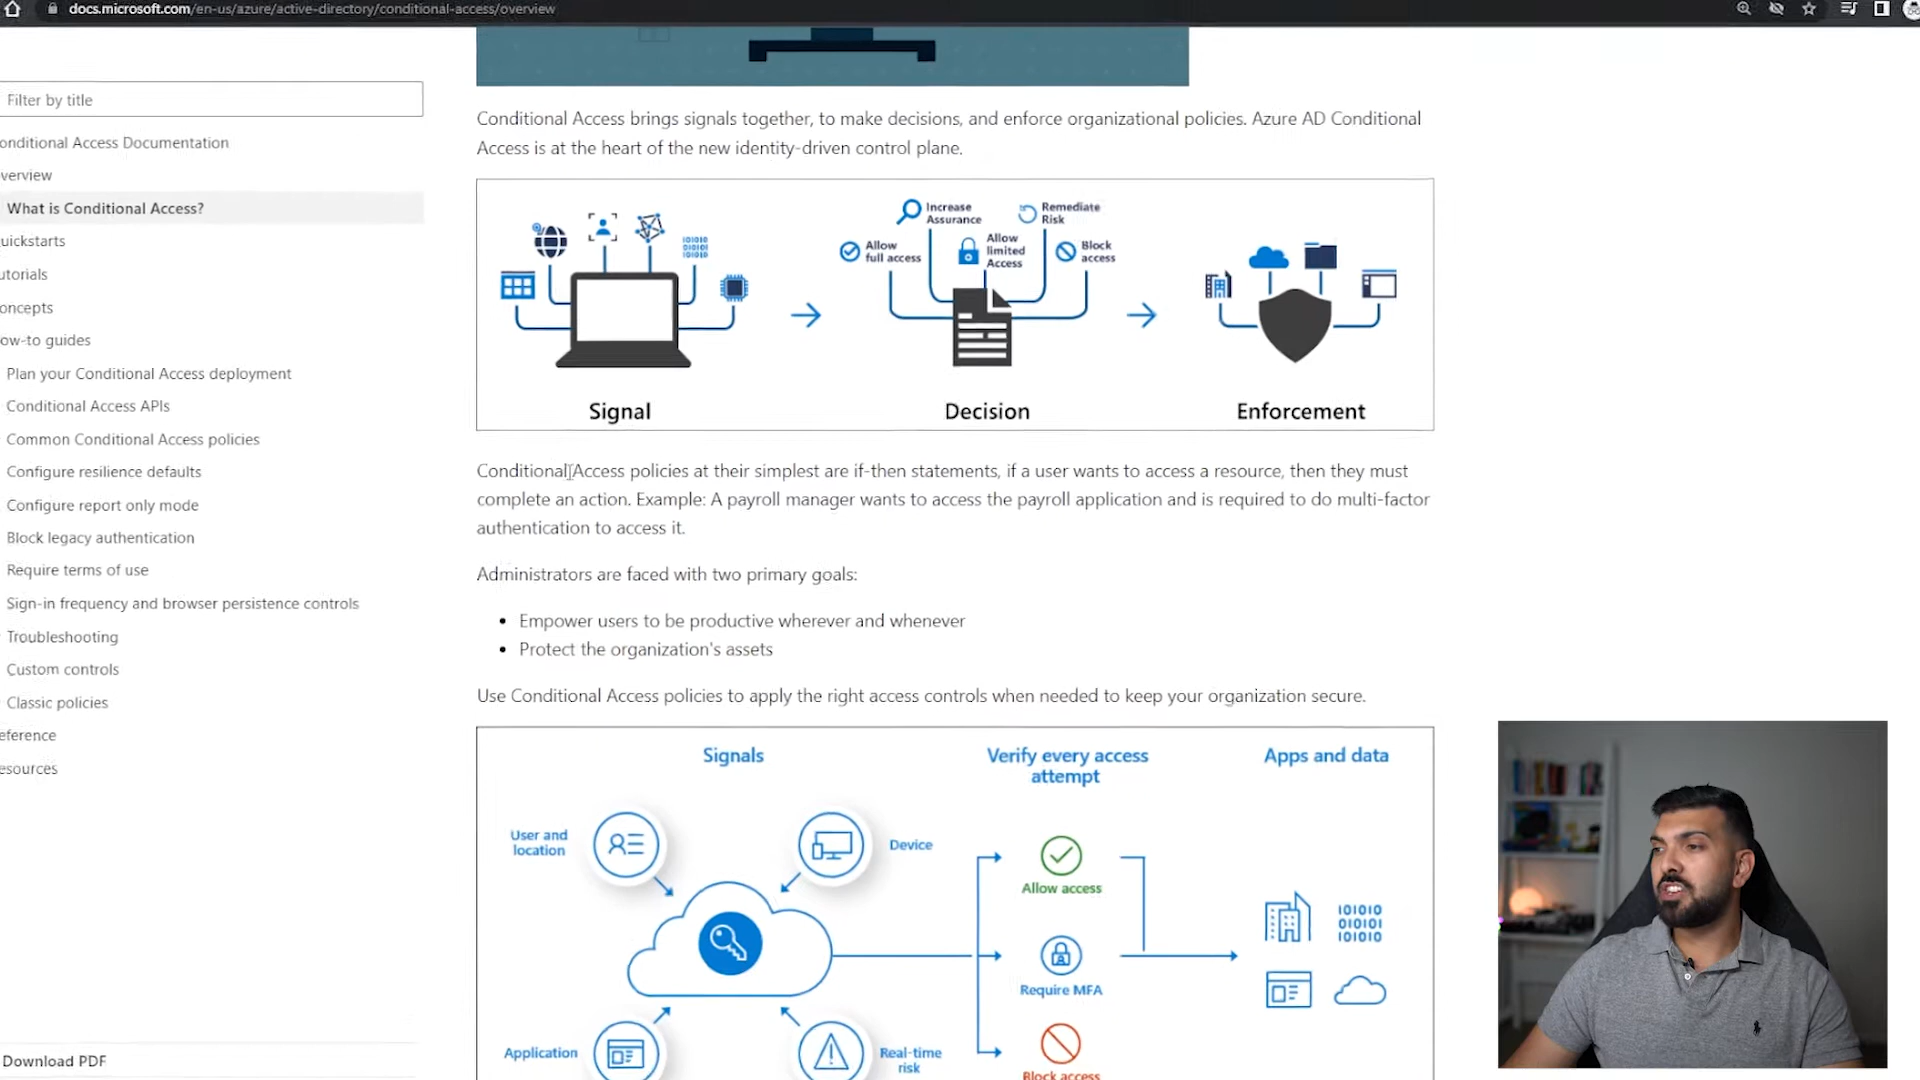 docs.microsoft.com/en-us/azure/active-directory/conditional-access/overview
Filter by title
onditional Access Documentation
verview
What is Conditional Access?
uickstarts
utorials
oncepts
ow-to guides
Plan your Conditional Access deployment
Conditional Access APIs
Common Conditional Access policies
Configure resilience defaults
Configure report only mode
Block legacy authentication
Require terms of use
Sign-in frequency and browser persistence controls
Troubleshooting
Custom controls
Classic policies
eference
esources
Download PDF
Conditional Access brings signals together, to make decisions, and enforce organizational policies. Azure AD Conditional
Access is at the heart of the new identity-driven control plane.
Increase
Assurance
Remediate
Risk
Allow
full access
Allow
limited
Access
Block
access
010100
010101
101010
Signal
Decision
Enforcement
Conditional Access policies at their simplest are if-then statements, if a user wants to access a resource, then they must
complete an action. Example: A payroll manager wants to access the payroll application and is required to do multi-factor
authentication to access it.
Administrators are faced with two primary goals:
• Empower users to be productive wherever and whenever
• Protect the organization's assets
Use Conditional Access policies to apply the right access controls when needed to keep your organization secure.
Signals
Verify every access
attempt
Apps and data
User and
location
Device
Allow access
101010
010101
101010
Require MFA
Application
Real-time
risk
Block access